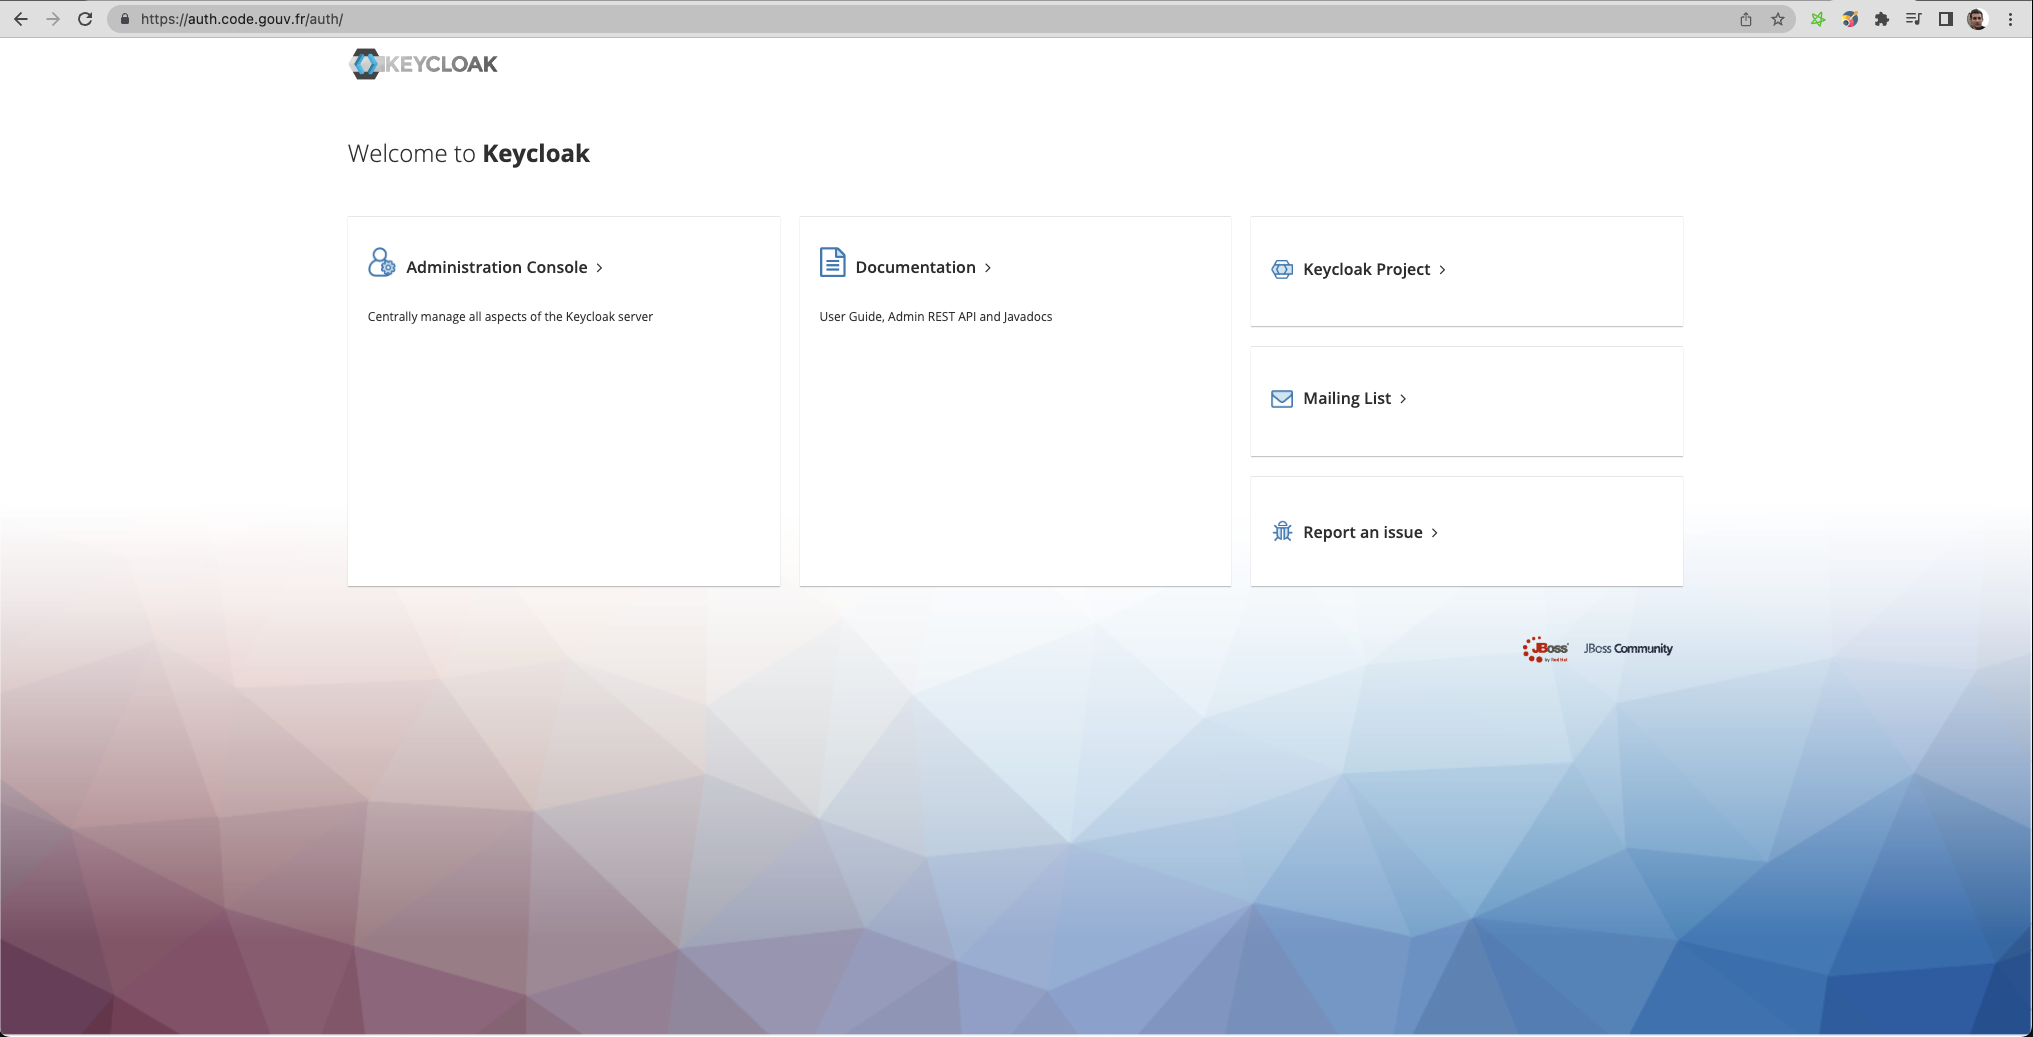 https://auth.code.gouv.fr/auth/
KEYCLOAK
Welcome to Keycloak
Administration Console
Centrally manage all aspects of the Keycloak server
Documentation
User Guide, Admin REST API and Javadocs
Keycloak Project
Mailing List
Report an issue
JBoss by Red Hat
JBoss Community